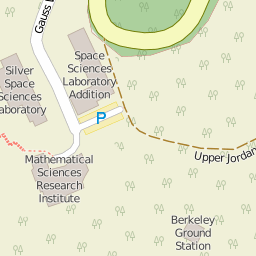 Gauss
Space
Sciences
Laboratory
Addition
Silver
Space
Sciences
Laboratory
P
Upper Jordan
Mathematical
Sciences
Research
Institute
Berkeley
Ground
Station